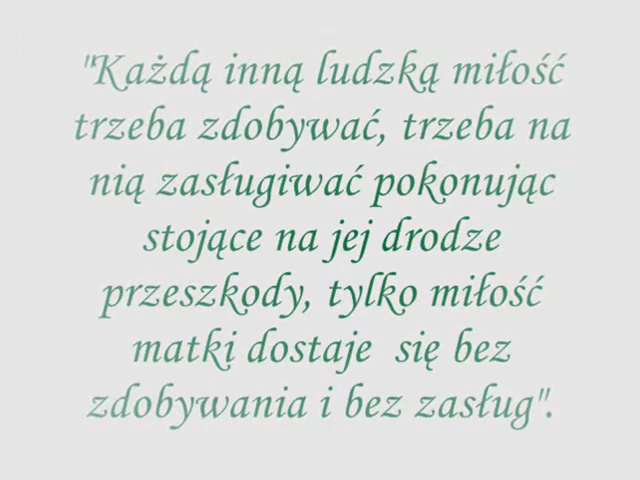 "Każdą inną ludzką miłość
trzeba zdobywać, trzeba na
nią zasługiwać pokonując
stojące na jej drodze
przeszkody, tylko miłość
matki dostaje  się bez
zdobywania i bez zasług".